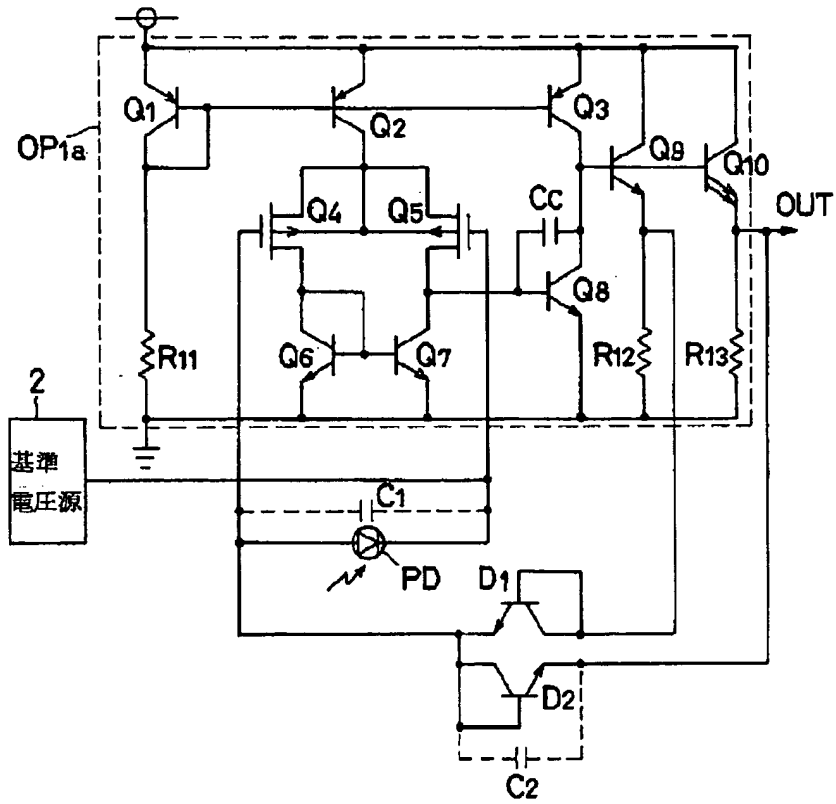 Q1
Q2
Q3
Q9
Q10
OP1a
OUT
Q4
Q5
Cc
Q8
Q6
Q7
R11
R12
R13
2
基準
電圧源
C1
PD
D1
D2
C2